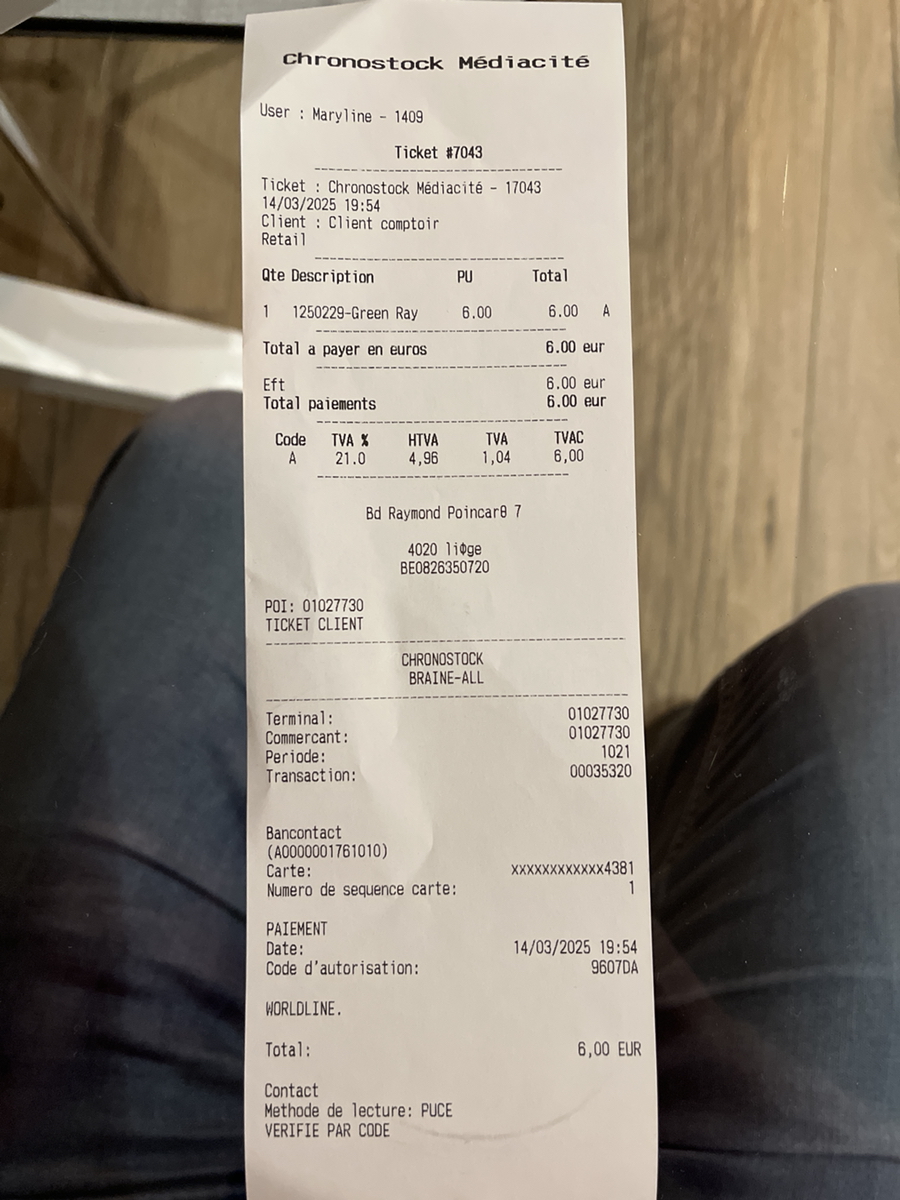 Chronostock Médiacité
User : Maryline - 1409
Ticket #7043
Ticket : Chronostock Médiacité - 17043
14/03/2025 19:54
Client : Client comptoir
Retail
Qte Description PU Total
1 1250229-Green Ray 6.00 6.00 A
Total a payer en euros 6.00 eur
Eft 6.00 eur
Total paiements 6.00 eur
Code TVA % HTVA TVA TVAC
A 21.0 4,96 1,04 6,00
Bd Raymond PoincarΘ 7
4020 liΦge
BE0826350720
POI: 01027730
TICKET CLIENT
CHRONOSTOCK
BRAINE-ALL
Terminal: 01027730
Commercant: 01027730
Periode: 1021
Transaction: 00035320
Bancontact
(A0000001761010)
Carte: xxxxxxxxxxxx4381
Numero de sequence carte: 1
PAIEMENT
Date: 14/03/2025 19:54
Code d'autorisation: 9607DA
WORLDLINE.
Total: 6,00 EUR
Contact
Methode de lecture: PUCE
VERIFIE PAR CODE